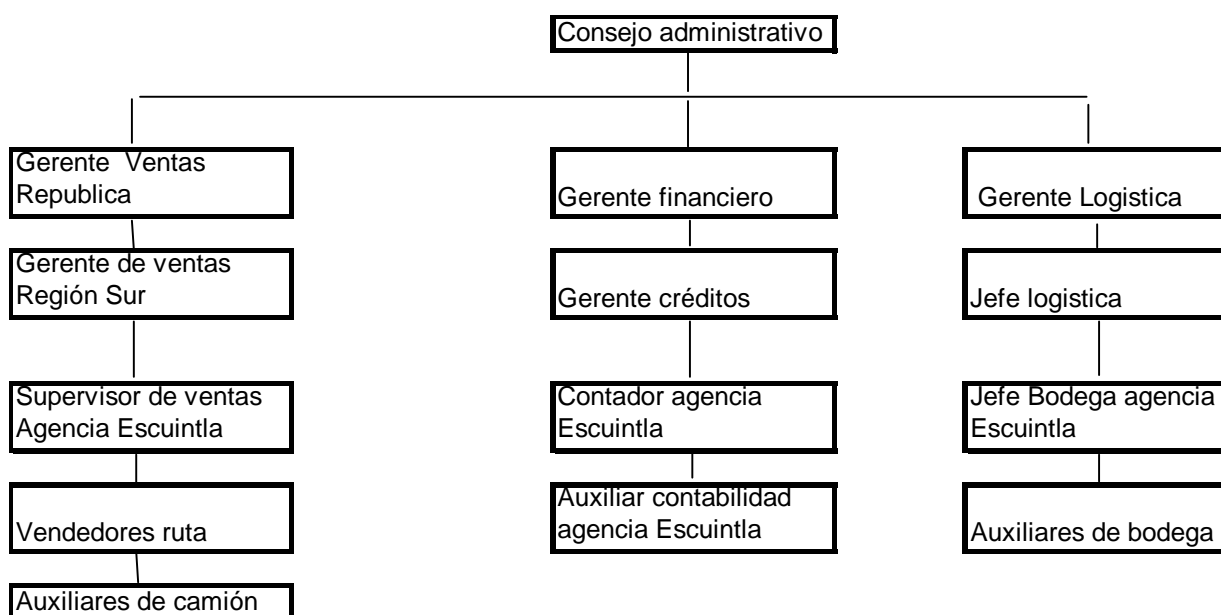 Consejo administrativo
Gerente Ventas
Republica
Gerente financiero
Gerente Logistica
Gerente de ventas
Región Sur
Gerente créditos
Jefe logistica
Supervisor de ventas
Agencia Escuintla
Contador agencia
Escuintla
Jefe Bodega agencia
Escuintla
Vendedores ruta
Auxiliar contabilidad
agencia Escuintla
Auxiliares de bodega
Auxiliares de camión